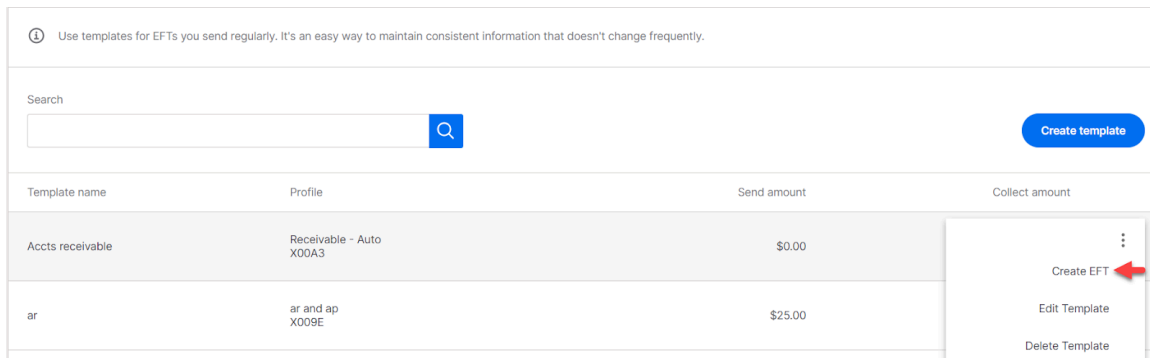 Use templates for EFTs you send regularly. It's an easy way to maintain consistent information that doesn't change frequently.
Search
Create template
Template name Profile Send amount Collect amount
Accts receivable Receivable - Auto $0.00
X00A3
Create EFT
ar ar and ap $25.00
X009E
Edit Template
Delete Template